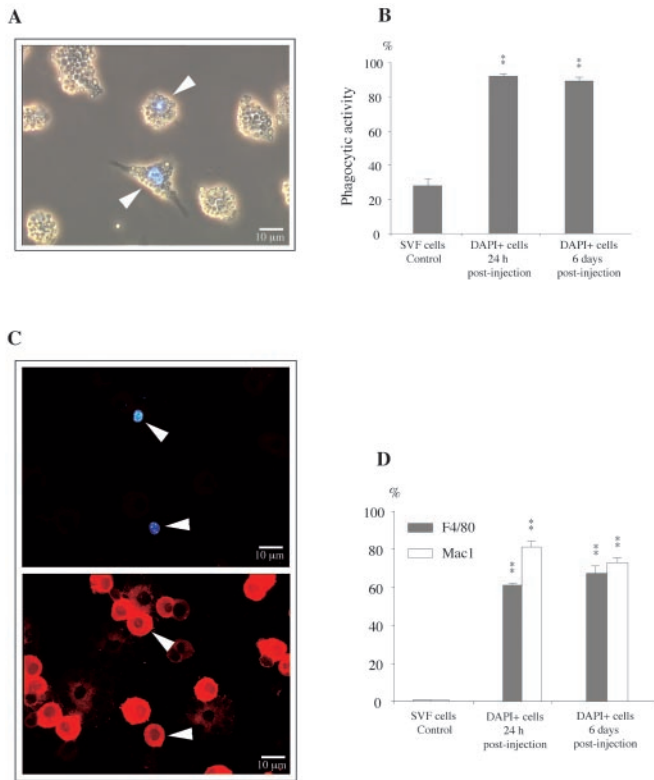 A
10 μm
B
%
Phagocytic activity
100
80
60
40
20
0
**
**
SVF cells
Control
DAPI+ cells
24 h
post-injection
DAPI+ cells
6 days
post-injection
C
10 μm
10 μm
D
%
100
80
60
40
20
0
F4/80
Mac1
**
**
**
**
SVF cells
Control
DAPI+ cells
24 h
post-injection
DAPI+ cells
6 days
post-injection